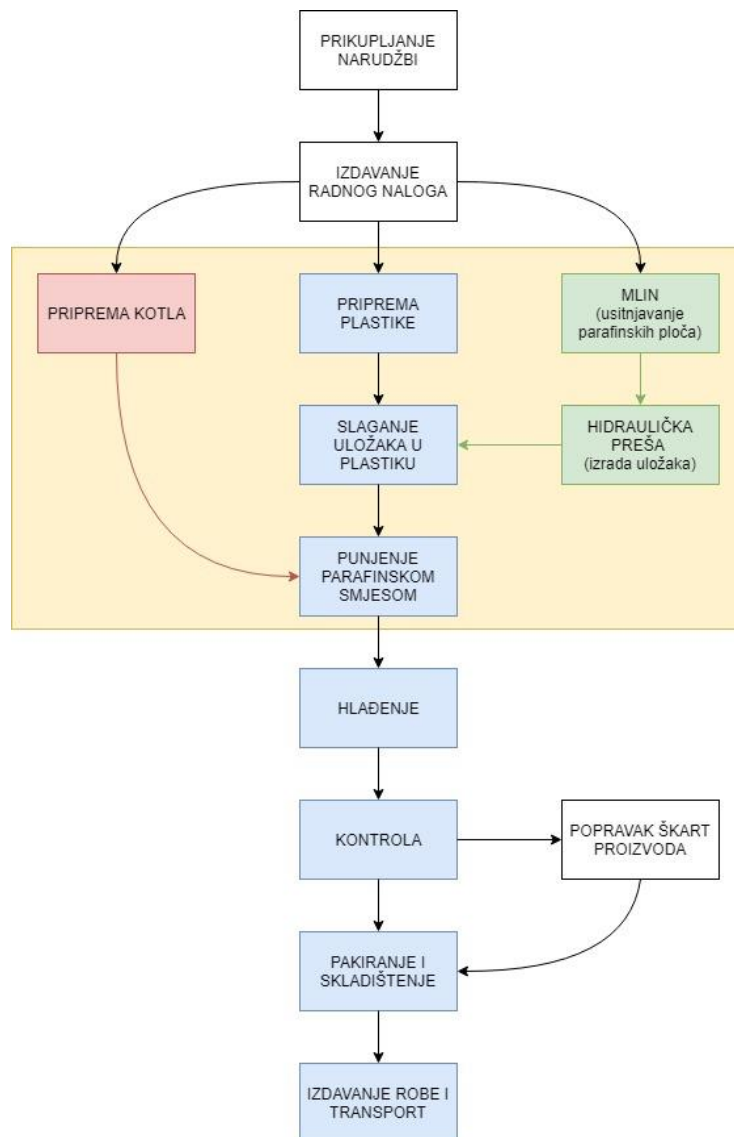 PRIKUPLJANJE
NARUDŽBI
IZDAVANJE
RADNOG NALOGA
PRIPREMA KOTLA
PRIPREMA
PLASTIKE
MLIN
(usitnjavanje
parafinskih ploča)
SLAGANJE
ULOŽAKA U
PLASTIKU
HIDRAULIČKA
PREŠA
(izrada uložaka)
PUNJENJE
PARAFINSKOM
SMJESOM
HLAĐENJE
KONTROLA
POPRAVAK ŠKART
PROIZVODA
PAKIRANJE I
SKLADIŠTENJE
IZDAVANJE ROBE I
TRANSPORT